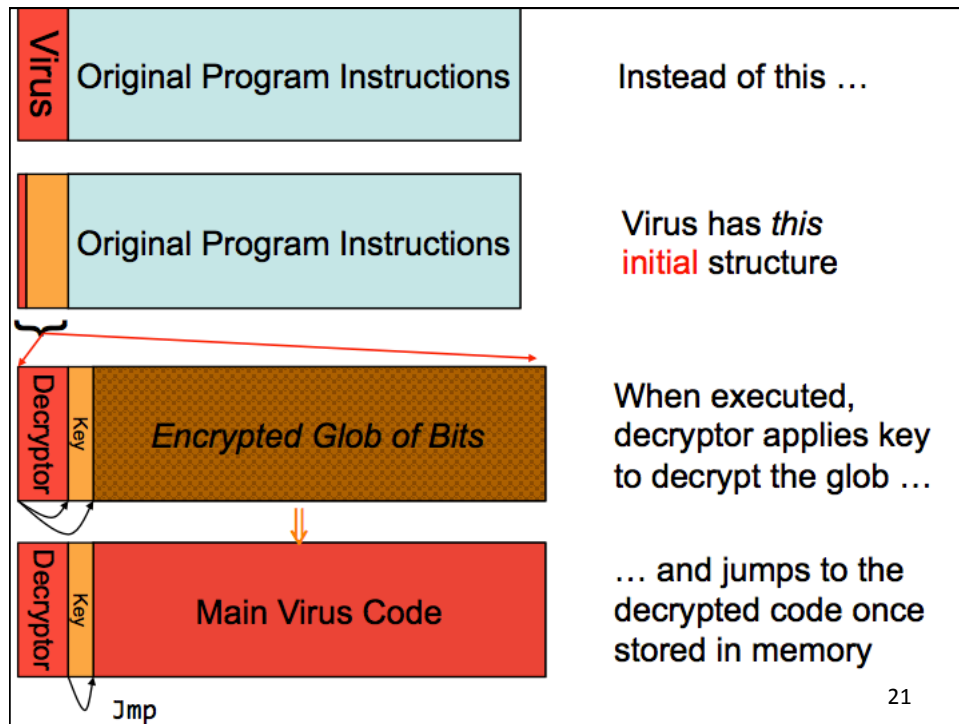 Virus
Original Program Instructions
Instead of this …
Original Program Instructions
Virus has this
initial structure
Decryptor
Key
Encrypted Glob of Bits
When executed,
decryptor applies key
to decrypt the glob …
Decryptor
Key
Main Virus Code
… and jumps to the
decrypted code once
stored in memory
Jmp
21